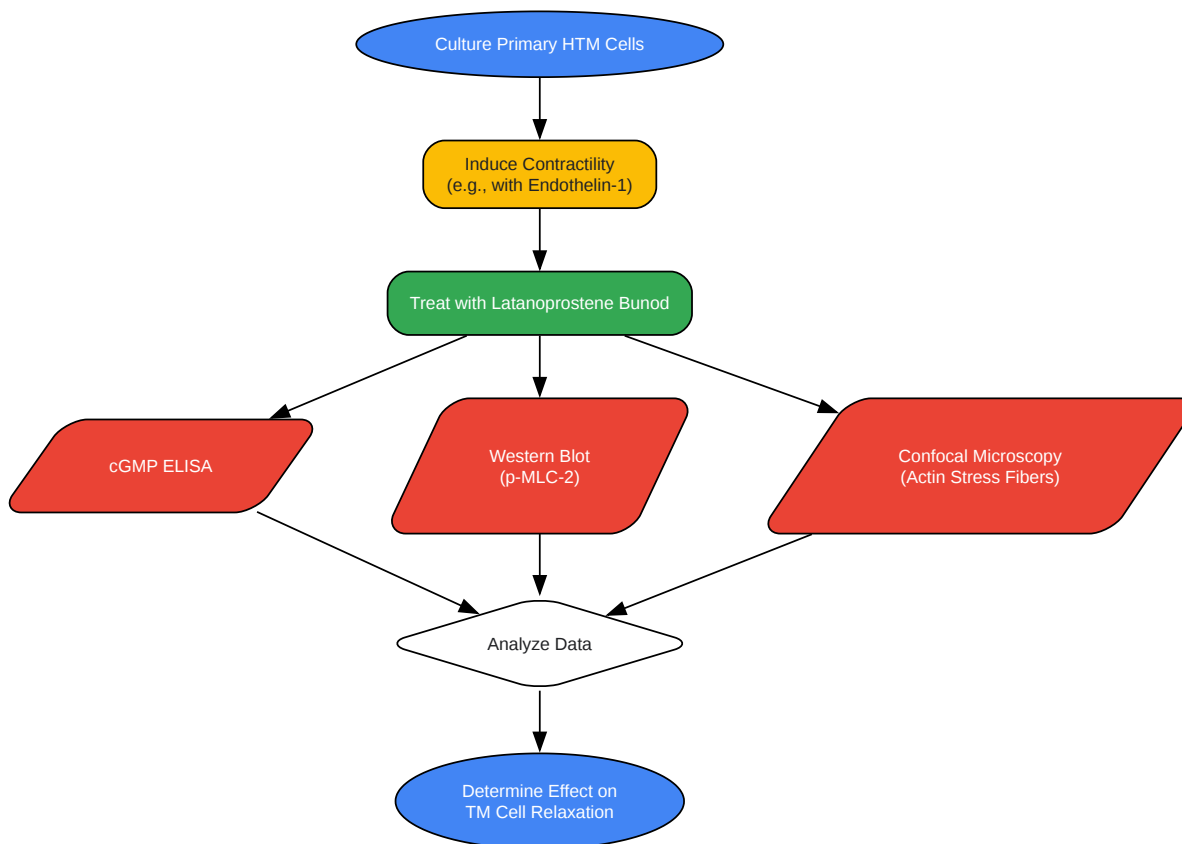 Culture Primary HTM Cells
Induce Contractility
(e.g., with Endothelin-1)
Treat with Latanoprostene Bunod
cGMP ELISA
Western Blot
(p-MLC-2)
Confocal Microscopy
(Actin Stress Fibers)
Analyze Data
Determine Effect on
TM Cell Relaxation